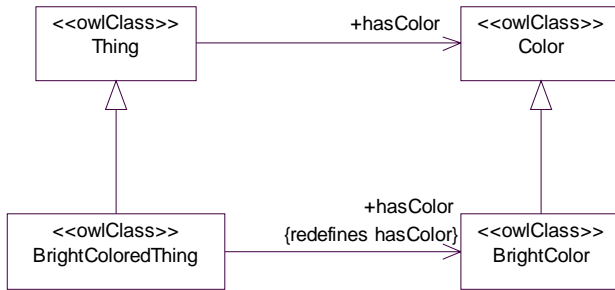 <<owlClass>>
Thing
+hasColor
<<owlClass>>
Color
<<owlClass>>
BrightColoredThing
+hasColor
{redefines hasColor}
<<owlClass>>
BrightColor